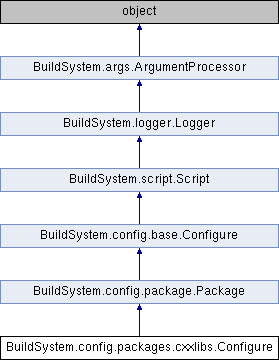 object
BuildSystem.args.ArgumentProcessor
BuildSystem.logger.Logger
BuildSystem.script.Script
BuildSystem.config.base.Configure
BuildSystem.config.package.Package
BuildSystem.config.packages.cxxlibs.Configure